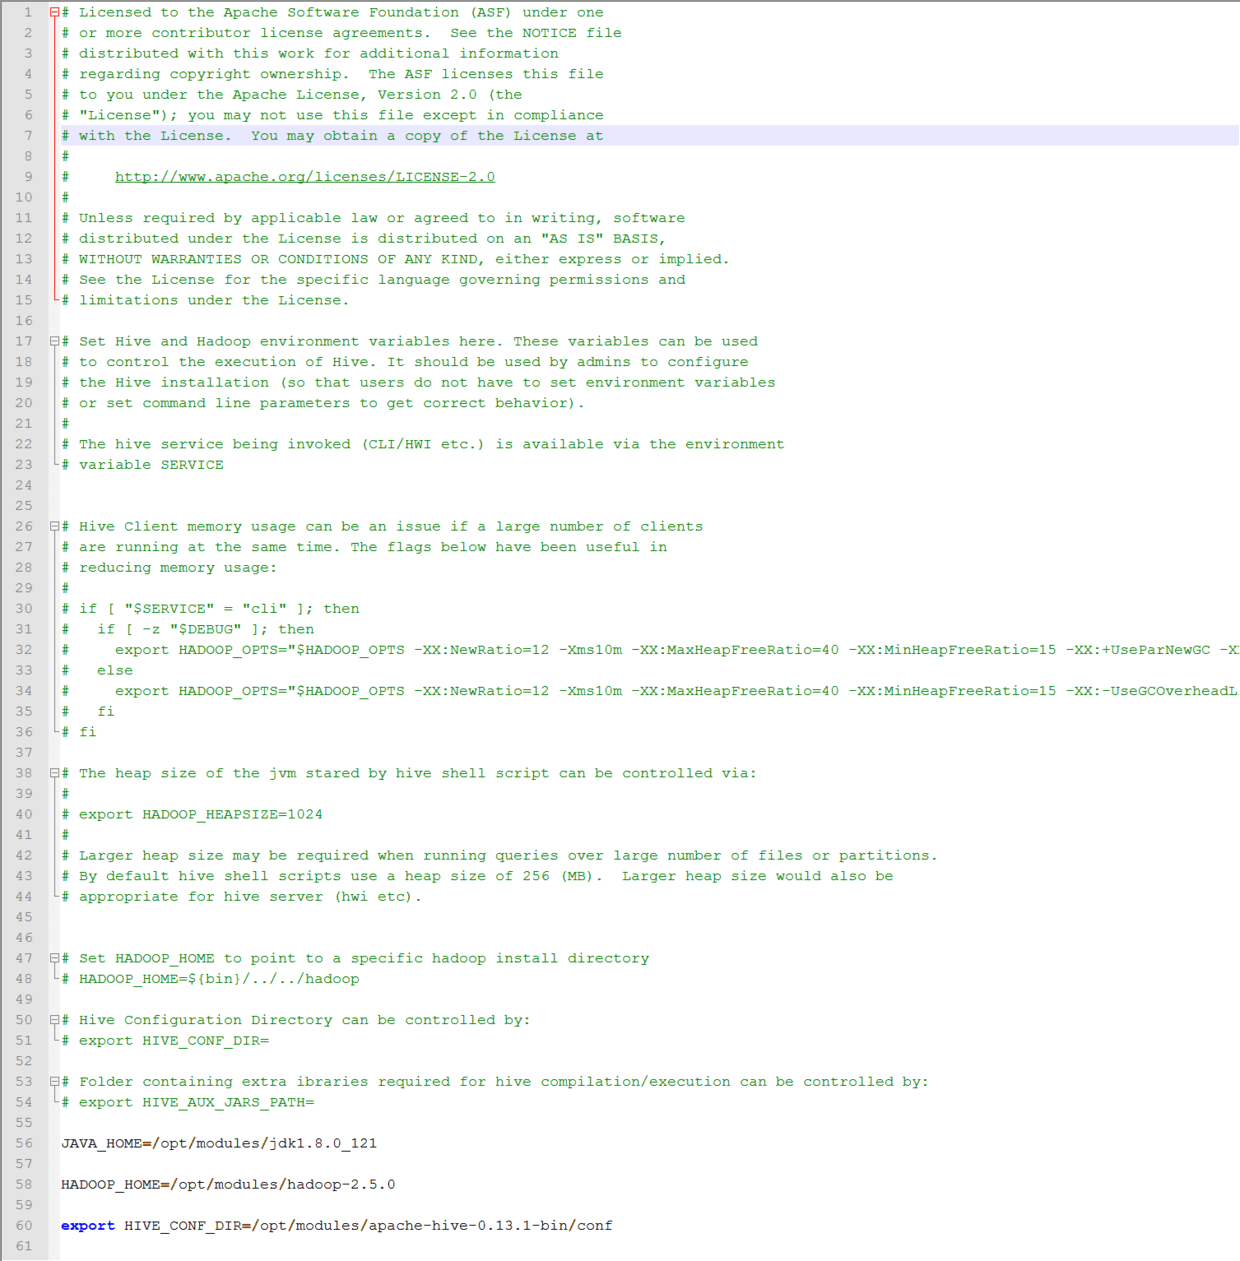 1 # Licensed to the Apache Software Foundation (ASF) under one
2 # or more contributor license agreements.  See the NOTICE file
3 # distributed with this work for additional information
4 # regarding copyright ownership.  The ASF licenses this file
5 # to you under the Apache License, Version 2.0 (the
6 # "License"); you may not use this file except in compliance
7 # with the License.  You may obtain a copy of the License at
8 #
9 #     http://www.apache.org/licenses/LICENSE-2.0
10 #
11 # Unless required by applicable law or agreed to in writing, software
12 # distributed under the License is distributed on an "AS IS" BASIS,
13 # WITHOUT WARRANTIES OR CONDITIONS OF ANY KIND, either express or implied.
14 # See the License for the specific language governing permissions and
15 # limitations under the License.
16
17 # Set Hive and Hadoop environment variables here. These variables can be used
18 # to control the execution of Hive. It should be used by admins to configure
19 # the Hive installation (so that users do not have to set environment variables
20 # or set command line parameters to get correct behavior).
21 #
22 # The hive service being invoked (CLI/HWI etc.) is available via the environment
23 # variable SERVICE
24
25
26 # Hive Client memory usage can be an issue if a large number of clients
27 # are running at the same time. The flags below have been useful in
28 # reducing memory usage:
29 #
30 # if [ "$SERVICE" = "cli" ]; then
31 #   if [ -z "$DEBUG" ]; then
32 #     export HADOOP_OPTS="$HADOOP_OPTS -XX:NewRatio=12 -Xms10m -XX:MaxHeapFreeRatio=40 -XX:MinHeapFreeRatio=15 -XX:+UseParNewGC -X
33 #   else
34 #     export HADOOP_OPTS="$HADOOP_OPTS -XX:NewRatio=12 -Xms10m -XX:MaxHeapFreeRatio=40 -XX:MinHeapFreeRatio=15 -XX:-UseGCOverheadL
35 #   fi
36 # fi
37
38 # The heap size of the jvm stared by hive shell script can be controlled via:
39 #
40 # export HADOOP_HEAPSIZE=1024
41 #
42 # Larger heap size may be required when running queries over large number of files or partitions.
43 # By default hive shell scripts use a heap size of 256 (MB).  Larger heap size would also be
44 # appropriate for hive server (hwi etc).
45
46
47 # Set HADOOP_HOME to point to a specific hadoop install directory
48 # HADOOP_HOME=${bin}/../../hadoop
49
50 # Hive Configuration Directory can be controlled by:
51 # export HIVE_CONF_DIR=
52
53 # Folder containing extra ibraries required for hive compilation/execution can be controlled by:
54 # export HIVE_AUX_JARS_PATH=
55
56 JAVA_HOME=/opt/modules/jdk1.8.0_121
57
58 HADOOP_HOME=/opt/modules/hadoop-2.5.0
59
60 export HIVE_CONF_DIR=/opt/modules/apache-hive-0.13.1-bin/conf
61